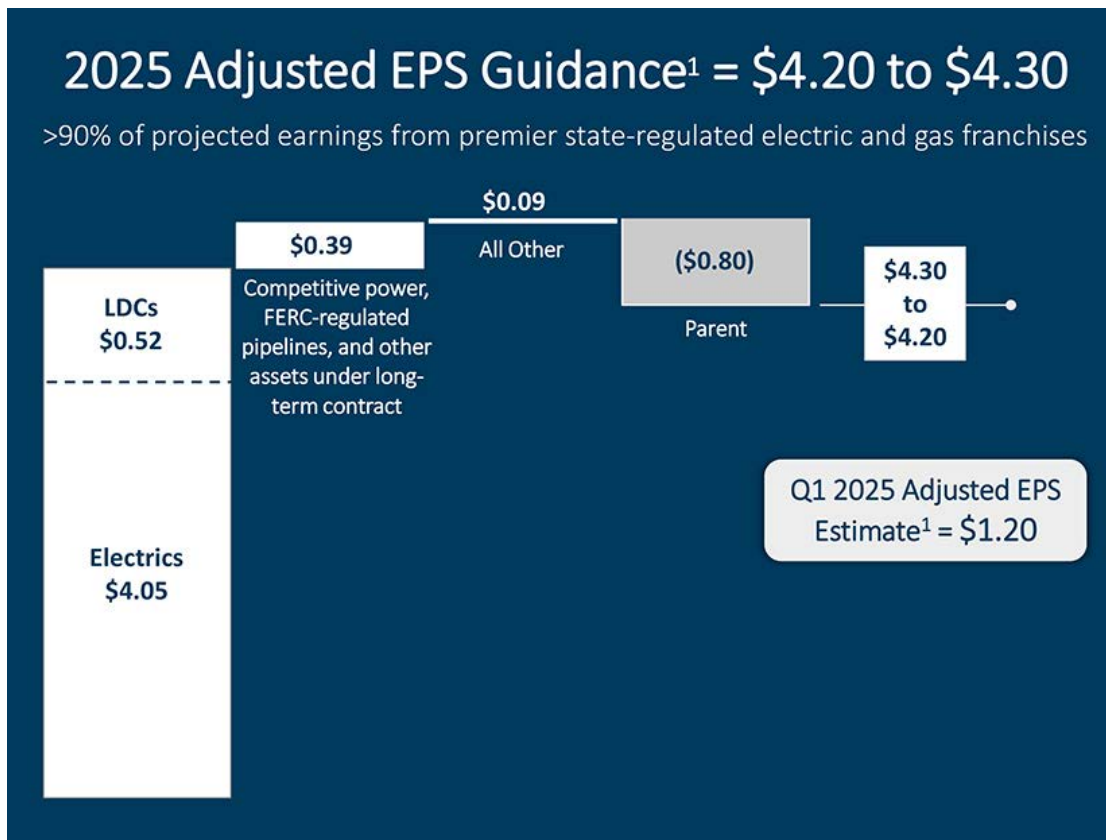 2025 Adjusted EPS Guidance¹ = $4.20 to $4.30
>90% of projected earnings from premier state-regulated electric and gas franchises
LDCs
$0.52
Electrics
$4.05
$0.39
Competitive power,
FERC-regulated
pipelines, and other
assets under long-
term contract
$0.09
All Other
($0.80)
Parent
$4.30
to
$4.20
Q1 2025 Adjusted EPS
Estimate¹ = $1.20